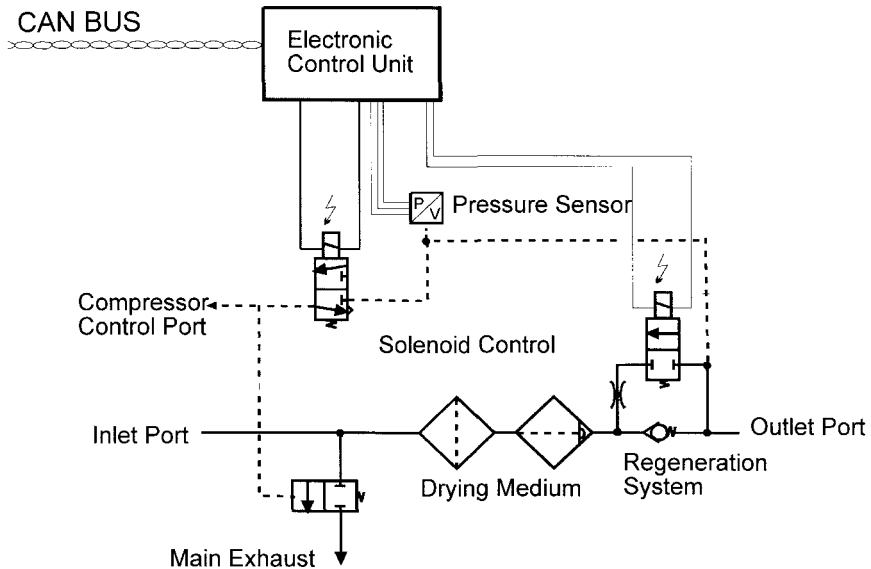 CAN BUS
Electronic
Control Unit
P
V
Pressure Sensor
Compressor
Control Port
Solenoid Control
Inlet Port
Outlet Port
Drying Medium
Regeneration
System
Main Exhaust